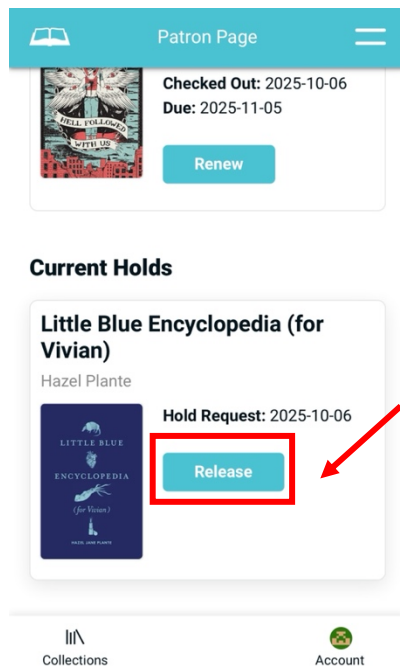 Patron Page
HELL FOLLOWED
WITH US
Checked Out: 2025-10-06
Due: 2025-11-05
Renew
Current Holds
Little Blue Encyclopedia (for
Vivian)
Hazel Plante
Hold Request: 2025-10-06
LITTLE BLUE
ENCYCLOPEDIA
(for Vivian)
HAZEL JANE PLANTE
Release
Collections
Account